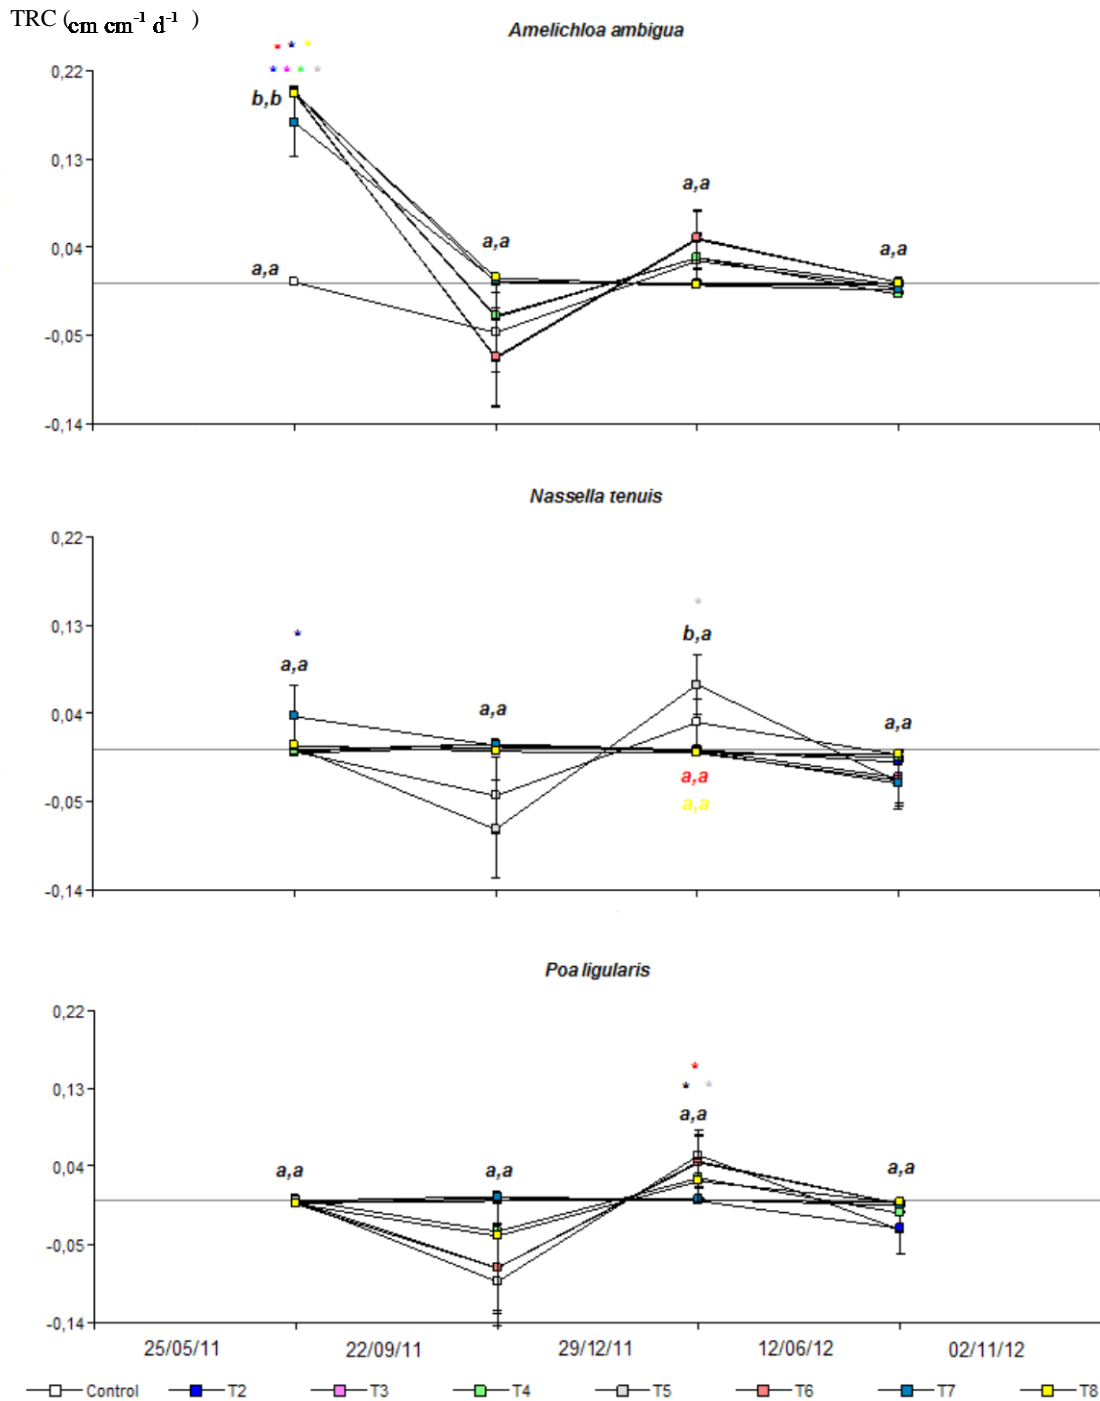 TRC (cm cm⁻¹ d⁻¹ )
Amelichloa ambigua
* * *
* * * *
0,22
b,b
0,13
a,a
0,04
a,a
a,a
a,a
-0,05
-0,14
Nassella tenuis
0,22
*
0,13
*
b,a
a,a
0,04
a,a
a,a
a,a
a,a
-0,05
-0,14
Poa ligularis
0,22
*
0,13
* *
a,a
0,04
a,a
a,a
a,a
-0,05
-0,14
25/05/11 22/09/11 29/12/11 12/06/12 02/11/12
Control T2 T3 T4 T5 T6 T7 T8